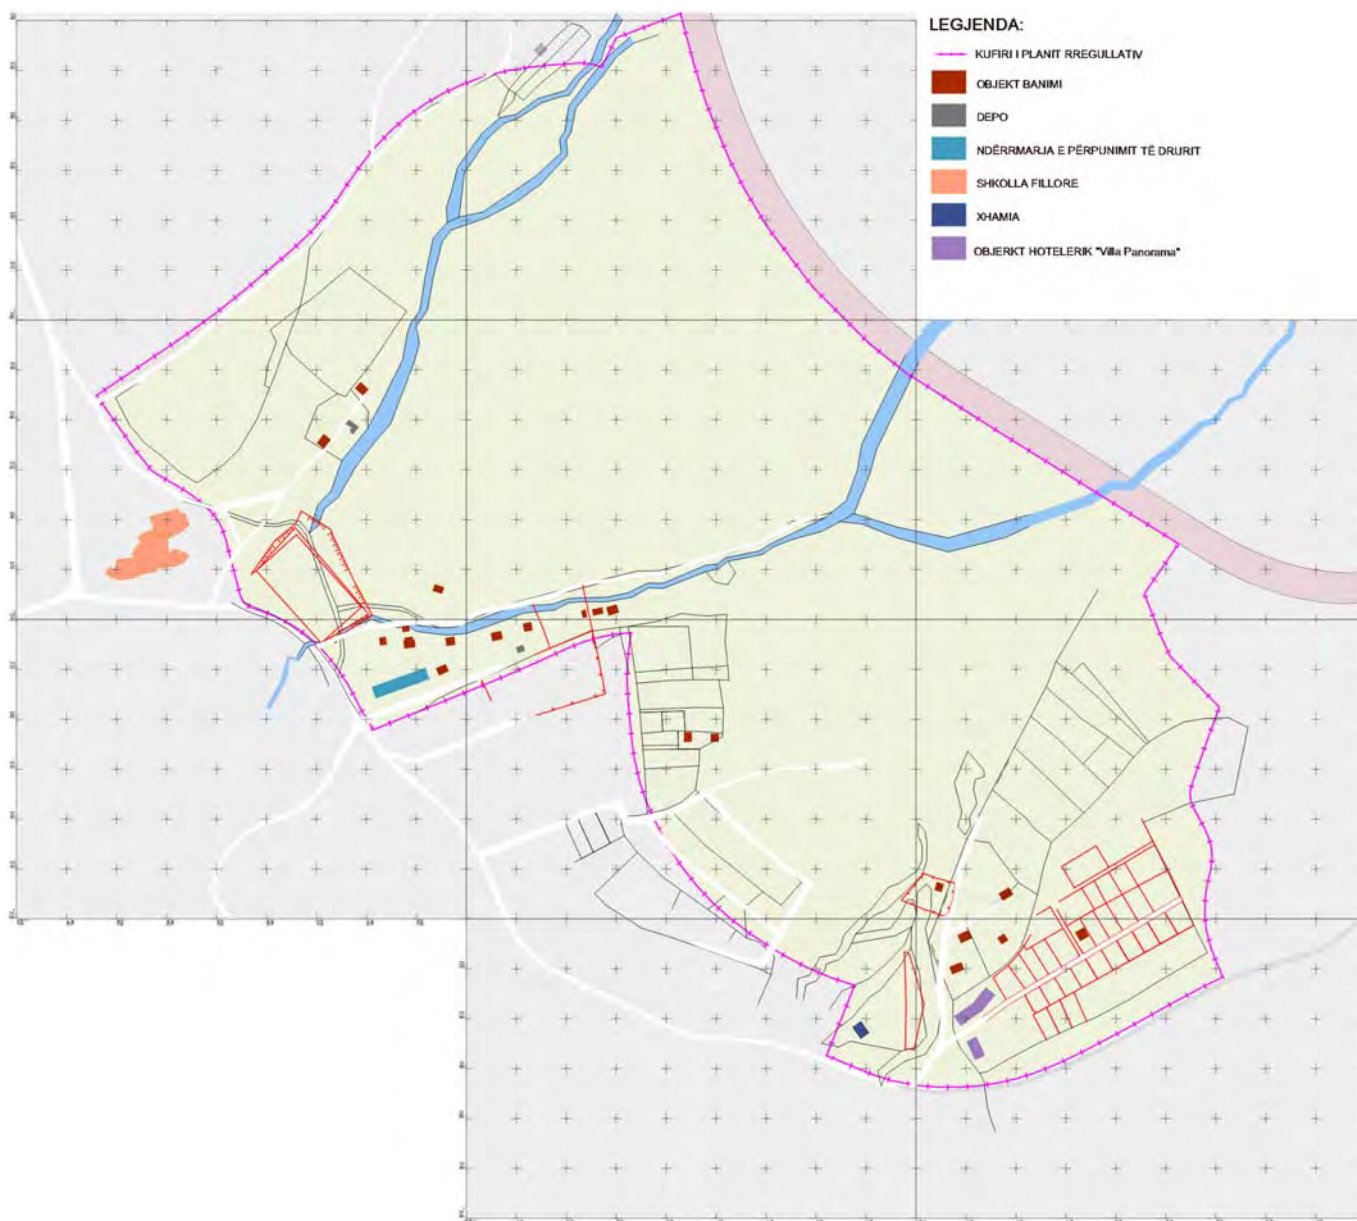 LEGJENDA:
KUFIRI I PLANIT RREGULLATIV
OBJEKT BANIMI
DEPO
NDËRRMARJA E PËRPUNIMIT TË DRURIT
SHKOLLA FILLORE
XHAMIA
OBJERKT HOTELERIK "Villa Panorama"